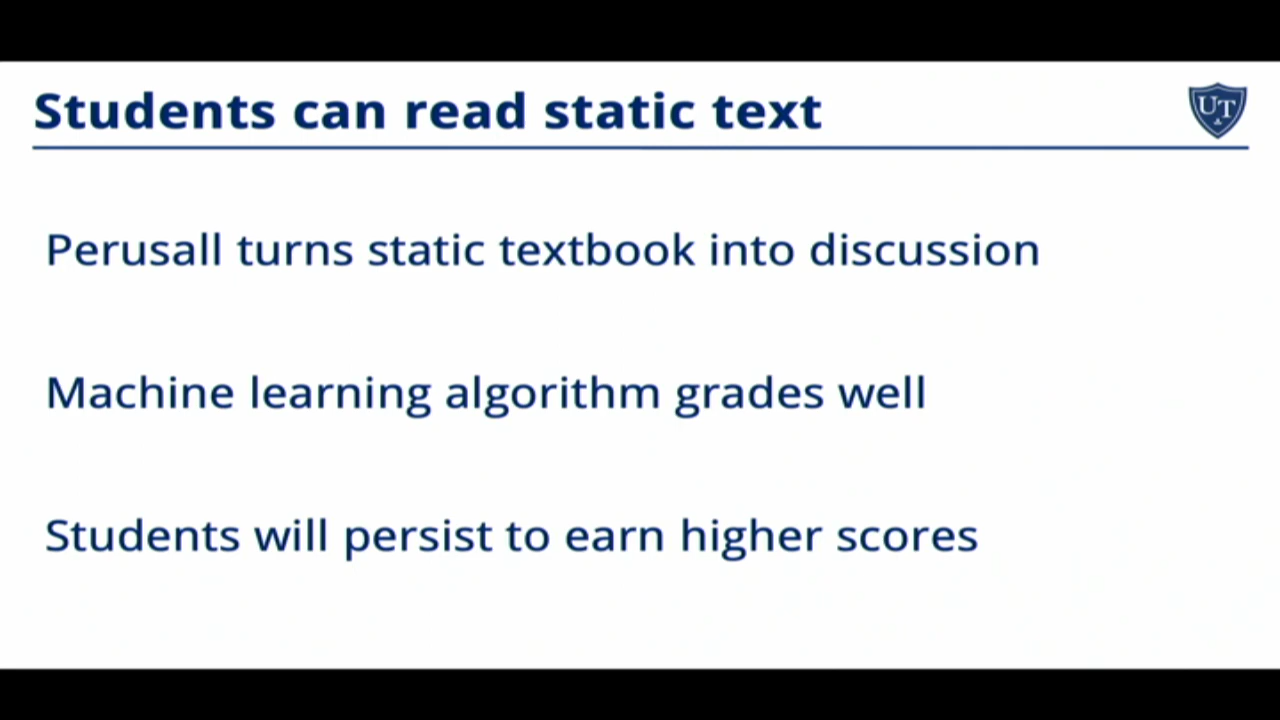 Students can read static text
UT
Perusall turns static textbook into discussion
Machine learning algorithm grades well
Students will persist to earn higher scores